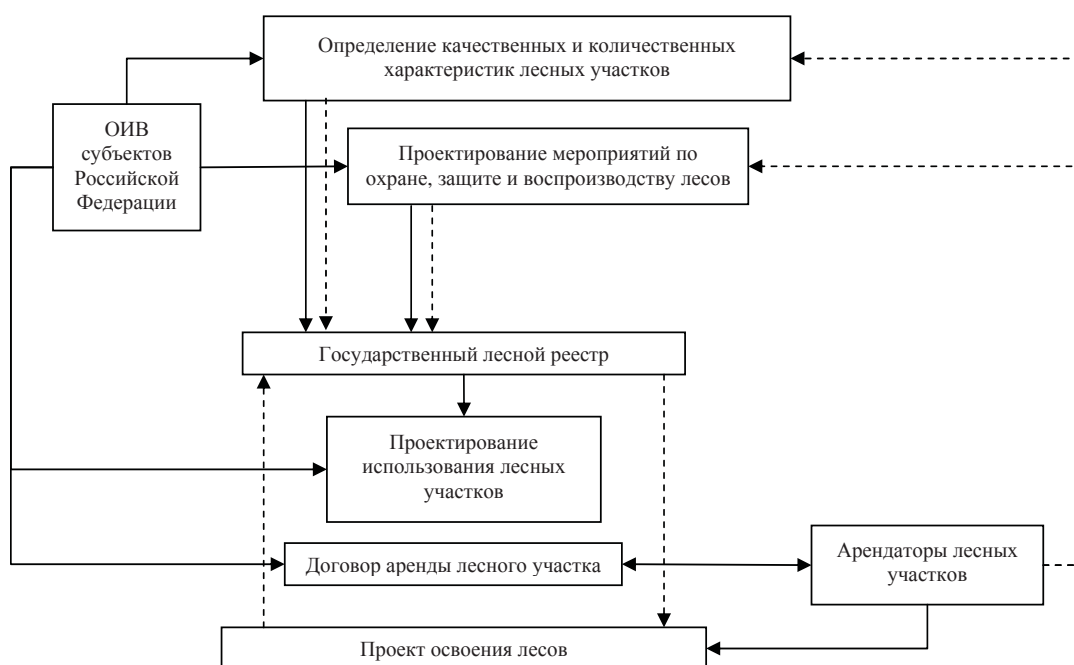 Определение качественных и количественных
характеристик лесных участков
ОИВ
субъектов
Российской
Федерации
Проектирование мероприятий по
охране, защите и воспроизводству лесов
Государственный лесной реестр
Проектирование
использования лесных
участков
Договор аренды лесного участка
Арендаторы лесных
участков
Проект освоения лесов